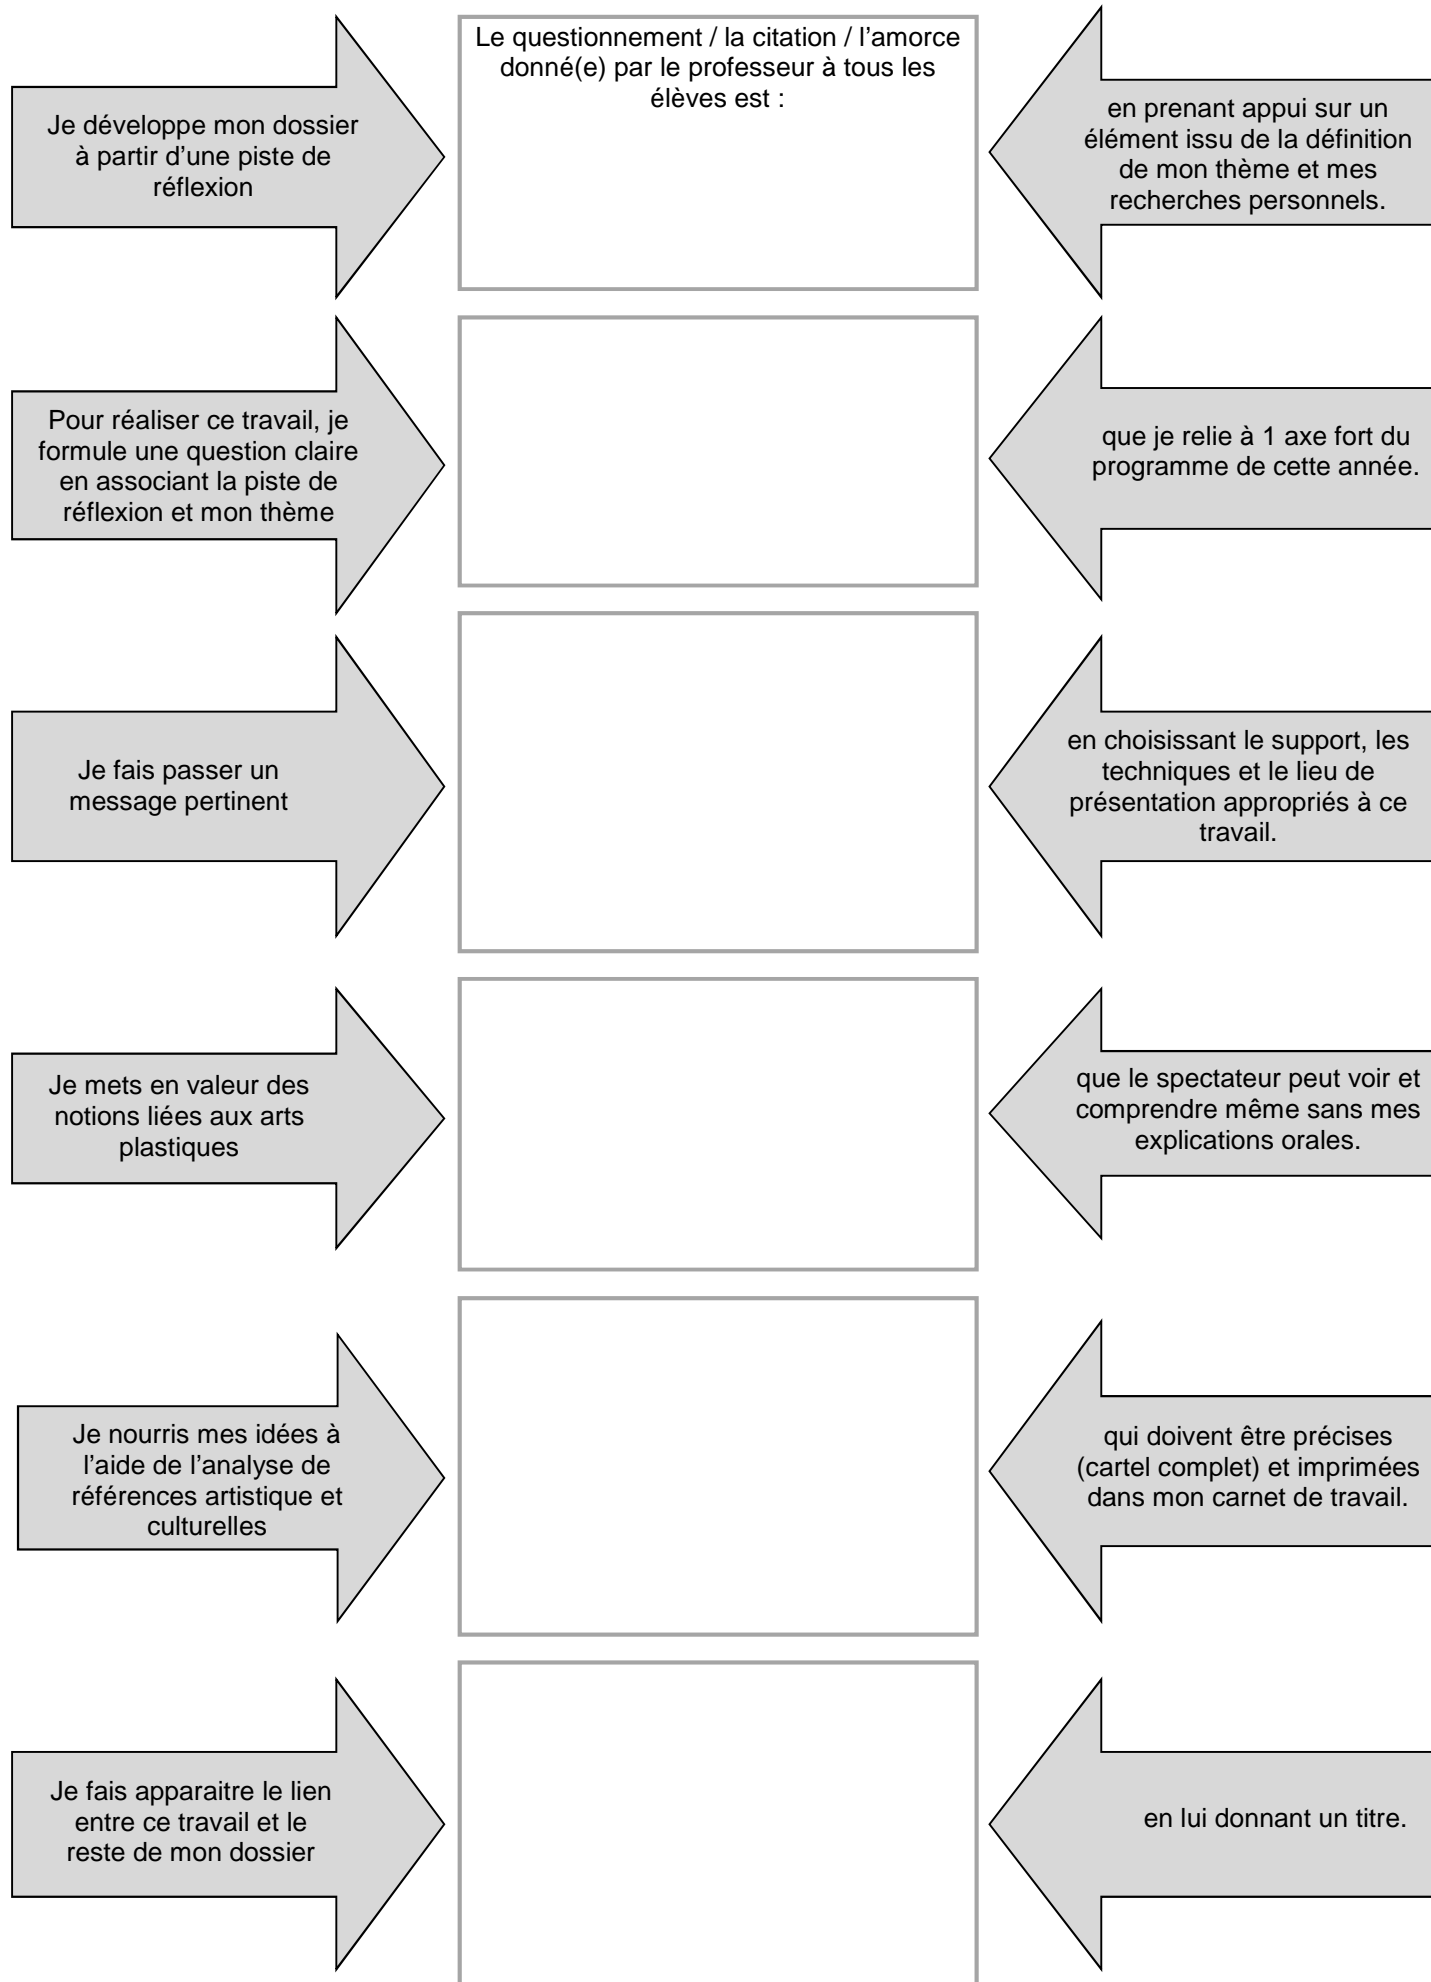 Je développe mon dossier
à partir d'une piste de
réflexion
Le questionnement / la citation / l'amorce
donné(e) par le professeur à tous les
élèves est :
en prenant appui sur un
élément issu de la définition
de mon thème et mes
recherches personnels.
Pour réaliser ce travail, je
formule une question claire
en associant la piste de
réflexion et mon thème
que je relie à 1 axe fort du
programme de cette année.
Je fais passer un
message pertinent
en choisissant le support, les
techniques et le lieu de
présentation appropriés à ce
travail.
Je mets en valeur des
notions liées aux arts
plastiques
que le spectateur peut voir et
comprendre même sans mes
explications orales.
Je nourris mes idées à
l'aide de l'analyse de
références artistique et
culturelles
qui doivent être précises
(cartel complet) et imprimées
dans mon carnet de travail.
Je fais apparaitre le lien
entre ce travail et le
reste de mon dossier
en lui donnant un titre.